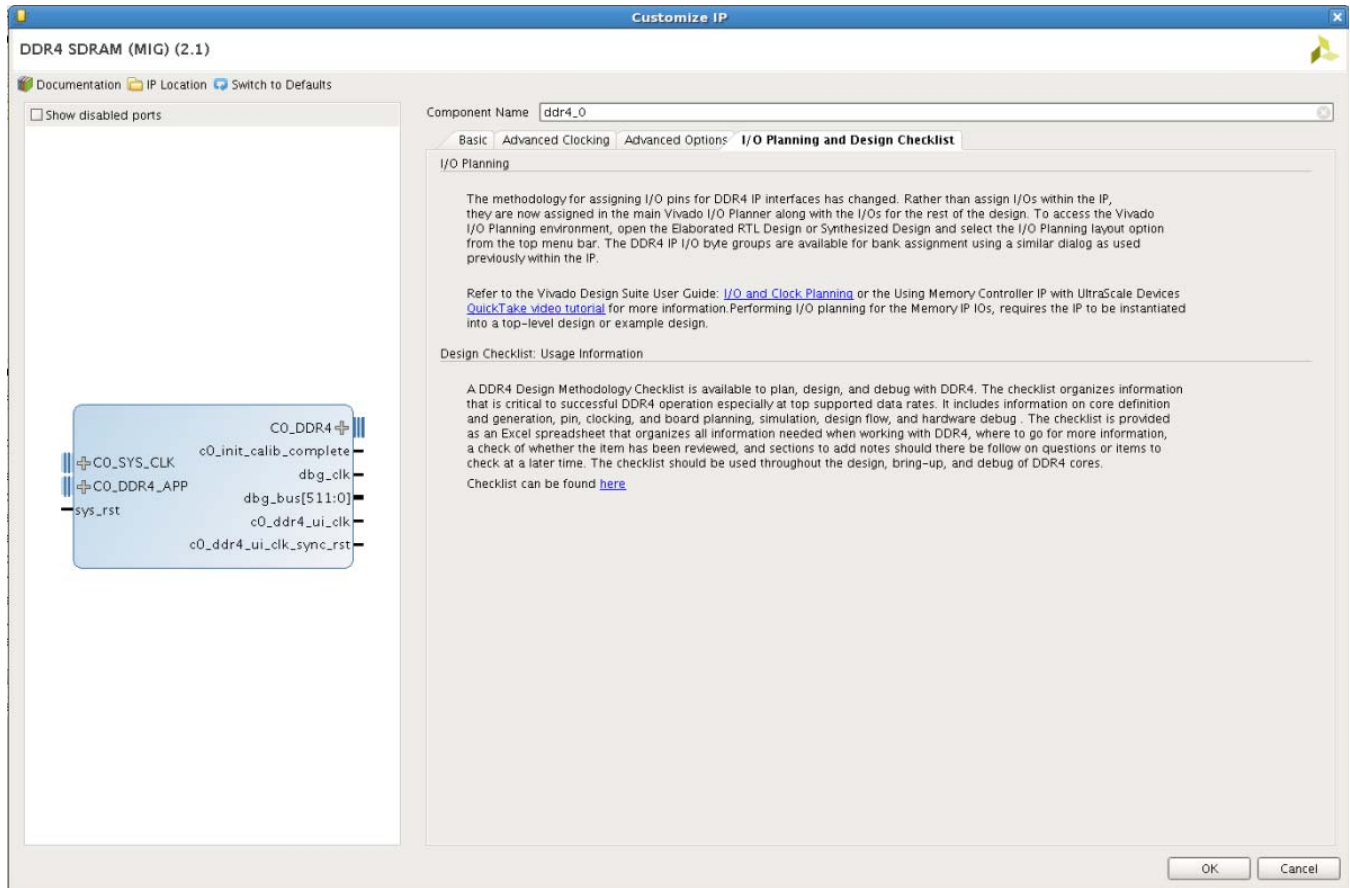 Customize IP
DDR4 SDRAM (MIG) (2.1)
Documentation IP Location Switch to Defaults
Show disabled ports
Component Name ddr4_0
Basic Advanced Clocking Advanced Options I/O Planning and Design Checklist
I/O Planning
The methodology for assigning I/O pins for DDR4 IP interfaces has changed. Rather than assign I/Os within the IP,
they are now assigned in the main Vivado I/O Planner along with the I/Os for the rest of the design. To access the Vivado
I/O Planning environment, open the Elaborated RTL Design or Synthesized Design and select the I/O Planning layout option
from the top menu bar. The DDR4 IP I/O byte groups are available for bank assignment using a similar dialog as used
previously within the IP.
Refer to the Vivado Design Suite User Guide: I/O and Clock Planning or the Using Memory Controller IP with UltraScale Devices
QuickTake video tutorial for more information.Performing I/O planning for the Memory IP IOs, requires the IP to be instantiated
into a top-level design or example design.
Design Checklist: Usage Information
A DDR4 Design Methodology Checklist is available to plan, design, and debug with DDR4. The checklist organizes information
that is critical to successful DDR4 operation especially at top supported data rates. It includes information on core definition
and generation, pin, clocking, and board planning, simulation, design flow, and hardware debug . The checklist is provided
as an Excel spreadsheet that organizes all information needed when working with DDR4, where to go for more information,
a check of whether the item has been reviewed, and sections to add notes should there be follow on questions or items to
check at a later time. The checklist should be used throughout the design, bring-up, and debug of DDR4 cores.
Checklist can be found here
C0_SYS_CLK
C0_DDR4_APP
sys_rst
C0_DDR4
c0_init_calib_complete
dbg_clk
dbg_bus[511:0]
c0_ddr4_ui_clk
c0_ddr4_ui_clk_sync_rst
OK Cancel